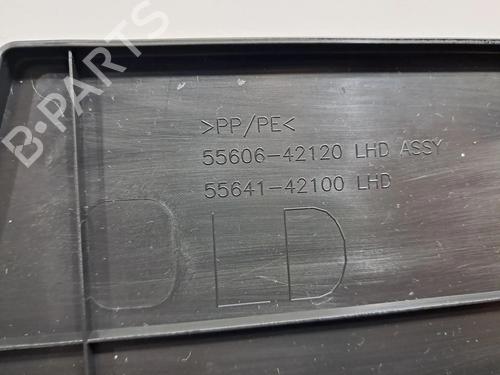 B-PARTS
>PP/PE<
55606-42120 LHD ASSY
55641-42100 LHD
LD